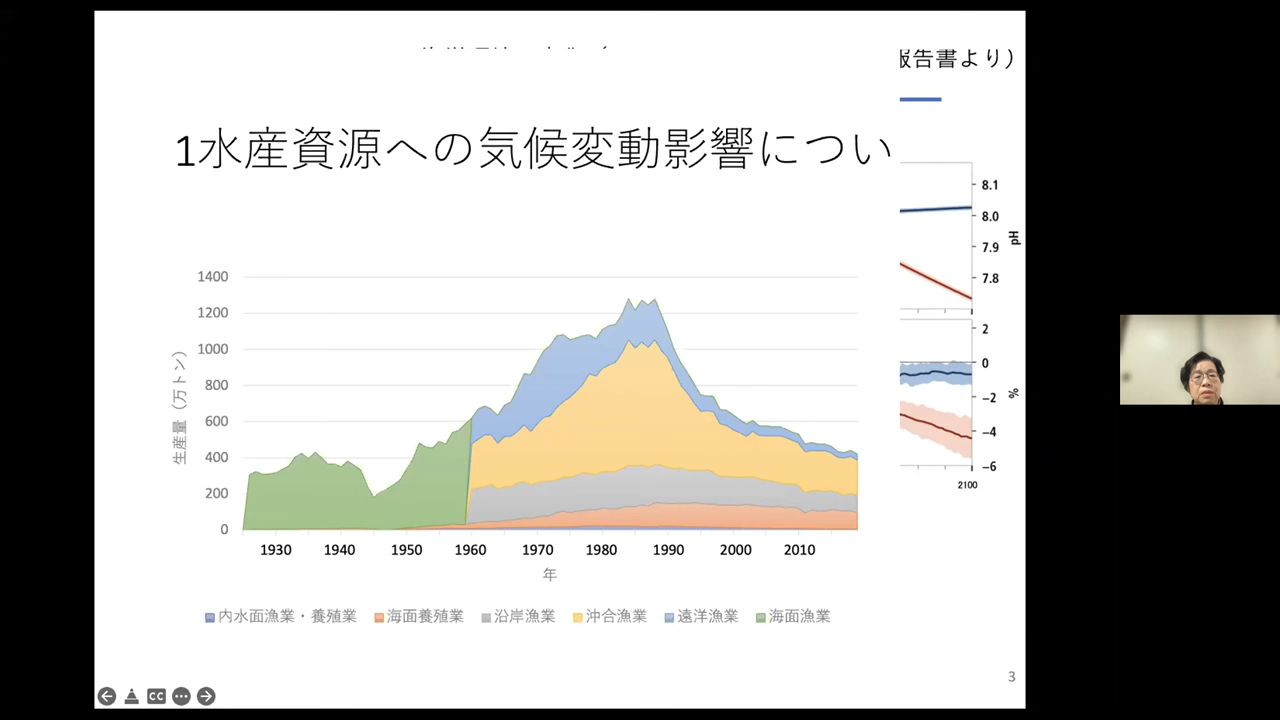 報告書より）
1水産資源への気候変動影響につい
8.1
8.0
7.9
7.8
pH
2
0
−2
−4
−6
%
2100
1400
1200
1000
800
600
400
200
0
生産量（万トン）
1930 1940 1950 1960 1970 1980 1990 2000 2010
年
内水面漁業・養殖業 海面養殖業 沿岸漁業 沖合漁業 遠洋漁業 海面漁業
3
CC